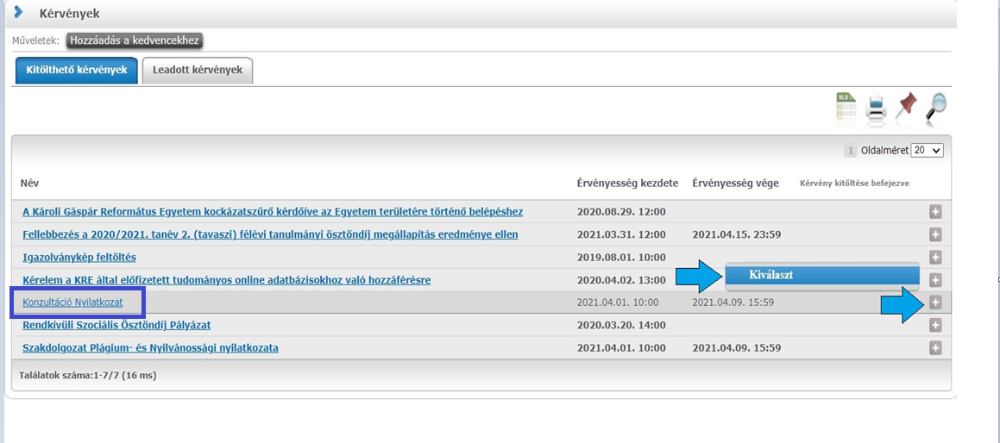 Kérvények
Műveletek: Hozzáadás a kedvencekhez
Kitölthető kérvények Leadott kérvények
XLS
1 Oldalméret 20
Név Érvényesség kezdete Érvényesség vége Kérvény kitöltése befejezve
A Károli Gáspár Református Egyetem kockázatszűrő kérdőíve az Egyetem területére történő belépéshez 2020.08.29. 12:00
Fellebbezés a 2020/2021. tanév 2. (tavaszi) félévi tanulmányi ösztöndíj megállapítás eredménye ellen 2021.03.31. 12:00 2021.04.15. 23:59
Igazolványkép feltöltés 2019.08.01. 10:00
Kiválaszt
Kérelem a KRE által előfizetett tudományos online adatbázisokhoz való hozzáférésre 2020.04.02. 13:00
Konzultáció Nyilatkozat 2021.04.01. 10:00 2021.04.09. 15:59
Rendkívüli Szociális Ösztöndíj Pályázat 2020.03.20. 14:00
Szakdolgozat Plágium- és Nyilvánossági nyilatkozata 2021.04.01. 10:00 2021.04.09. 15:59
Találatok száma:1-7/7 (16 ms)